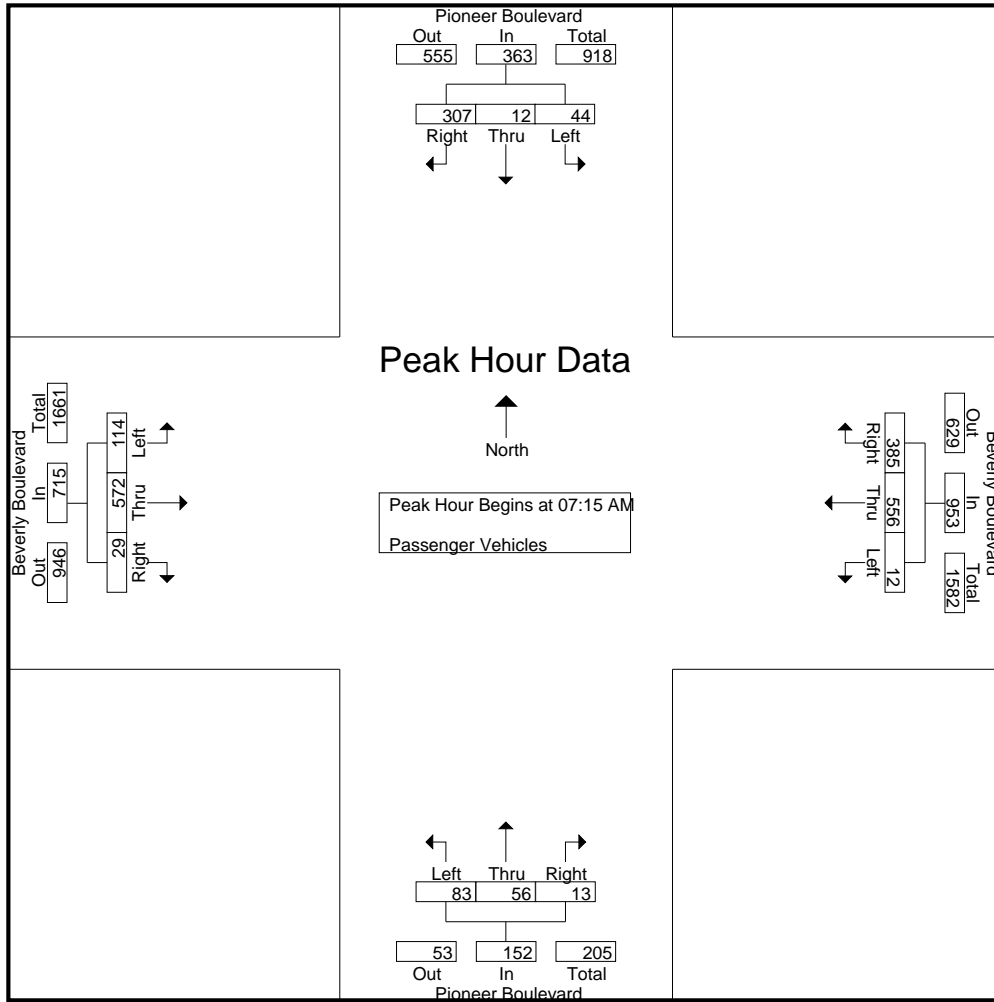 Pioneer Boulevard
Out In Total
555 363 918
307 12 44
Right Thru Left
Peak Hour Data
North
Peak Hour Begins at 07:15 AM
Passenger Vehicles
Beverly Boulevard
Out In Total
946 715 1661
Right Thru Left
29 572 114
Beverly Boulevard
Out In Total
629 953 1582
385 556 12
Right Thru Left
Left Thru Right
83 56 13
53 152 205
Out In Total
Pioneer Boulevard